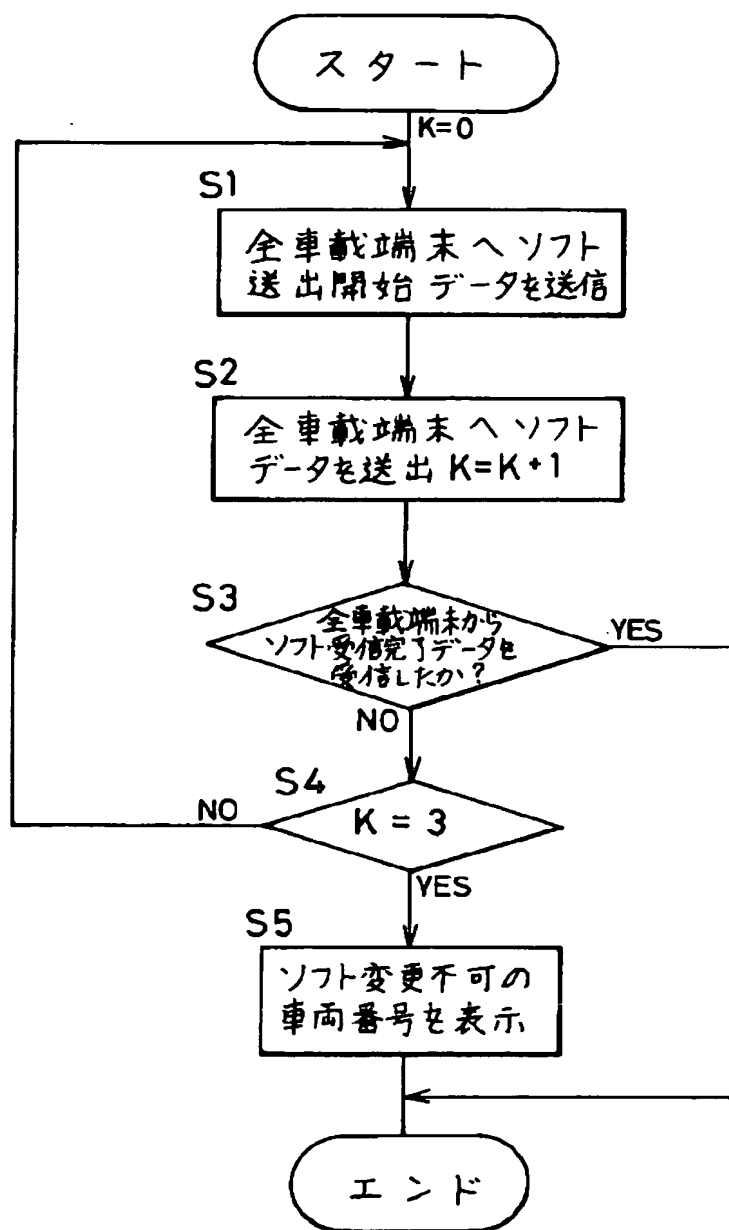 スタート
K=0
S1
全車載端末へソフト
送出開始データを送信
S2
全車載端末へソフト
データを送出 K=K+1
S3
全車載端末から
ソフト受信完了データを
受信したか?
YES
NO
S4
K = 3
NO
YES
S5
ソフト変更不可の
車両番号を表示
エンド